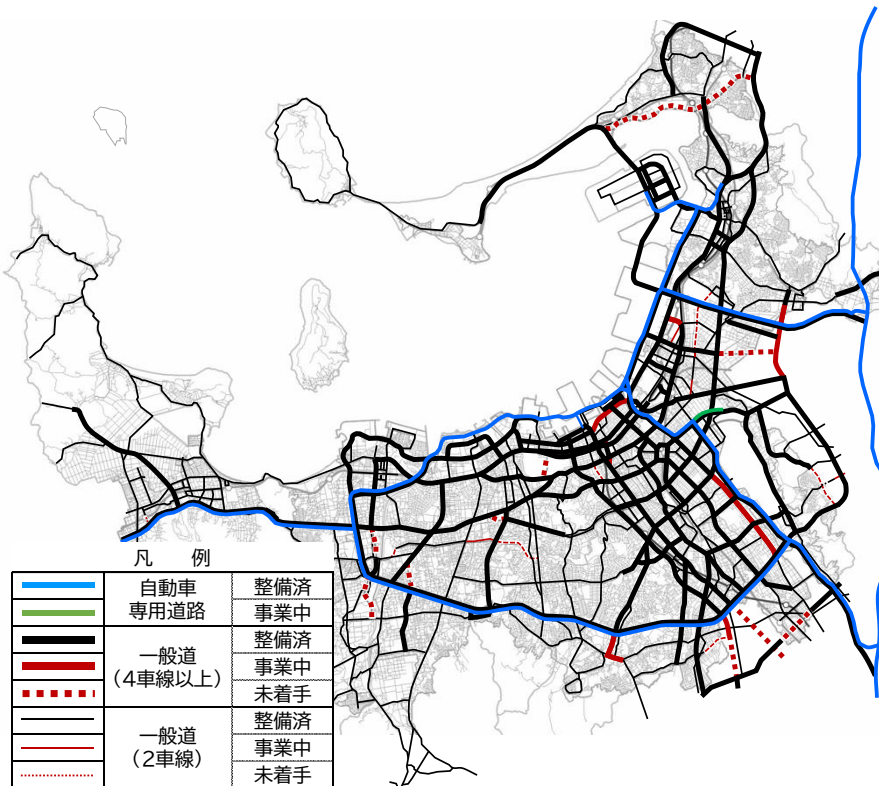 凡 例
自動車
専用道路
整備済
事業中
一般道
(4車線以上)
整備済
事業中
未着手
一般道
(2車線)
整備済
事業中
未着手